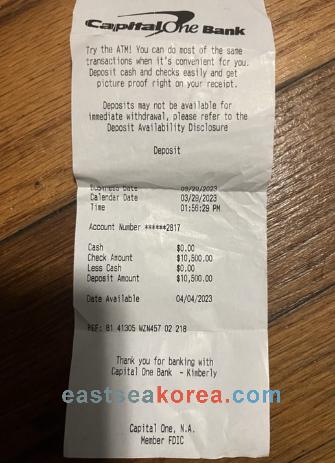 Capital One Bank
Try the ATM! You can do most of the same
transactions when it's convenient for you.
Deposit cash and checks easily and get
picture proof right on your receipt.
Deposits may not be available for
immediate withdrawal, please refer to the
Deposit Availability Disclosure
Deposit
Business Date 03/29/2023
Calendar Date 03/29/2023
Time 01:56:29 PM
Account Number ******2817
Cash $0.00
Check Amount $10,500.00
Less Cash $0.00
Deposit Amount $10,500.00
Date Available 04/04/2023
REF: 81 41305 WZN457 02 218
Thank you for banking with
Capital One Bank - Kimberly
eastseakorea.com
Capital One, N.A.
Member FDIC